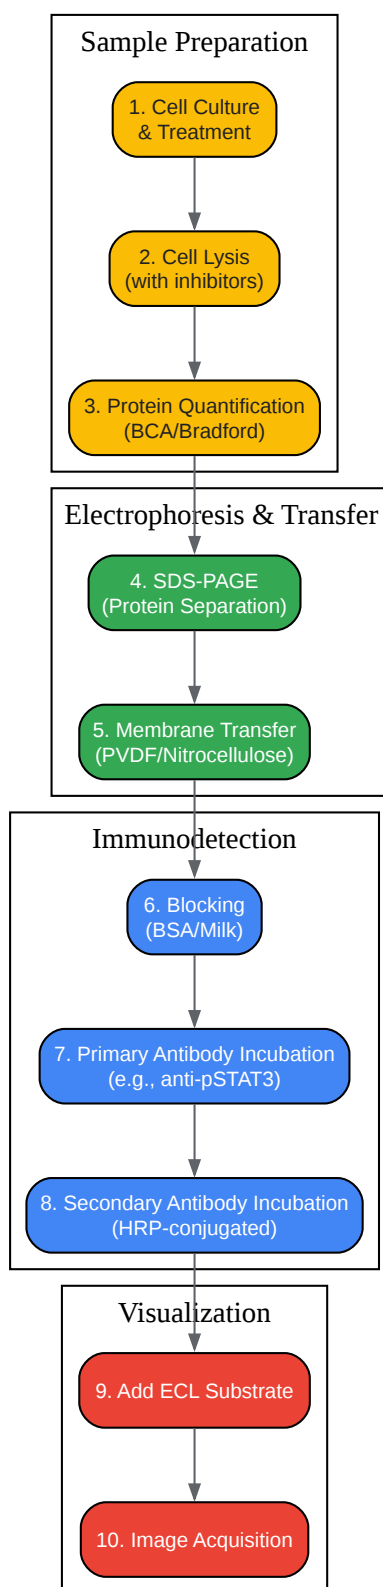 Sample Preparation
1. Cell Culture
& Treatment
2. Cell Lysis
(with inhibitors)
3. Protein Quantification
(BCA/Bradford)
Electrophoresis & Transfer
4. SDS-PAGE
(Protein Separation)
5. Membrane Transfer
(PVDF/Nitrocellulose)
Immunodetection
6. Blocking
(BSA/Milk)
7. Primary Antibody Incubation
(e.g., anti-pSTAT3)
8. Secondary Antibody Incubation
(HRP-conjugated)
Visualization
9. Add ECL Substrate
10. Image Acquisition